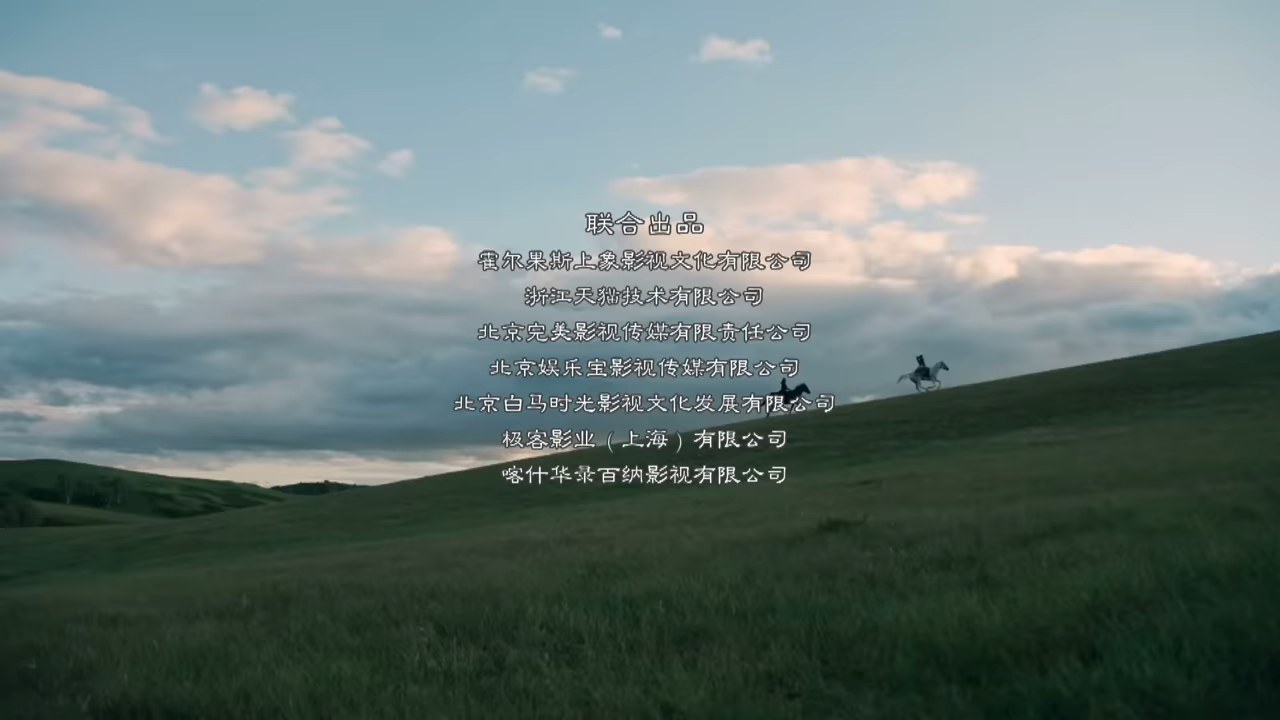 联合出品
霍尔果斯上象影视文化有限公司
浙江天猫技术有限公司
北京完美影视传媒有限责任公司
北京娱乐宝影视传媒有限公司
北京白马时光影视文化发展有限公司
极客影业（上海）有限公司
喀什华录百纳影视有限公司